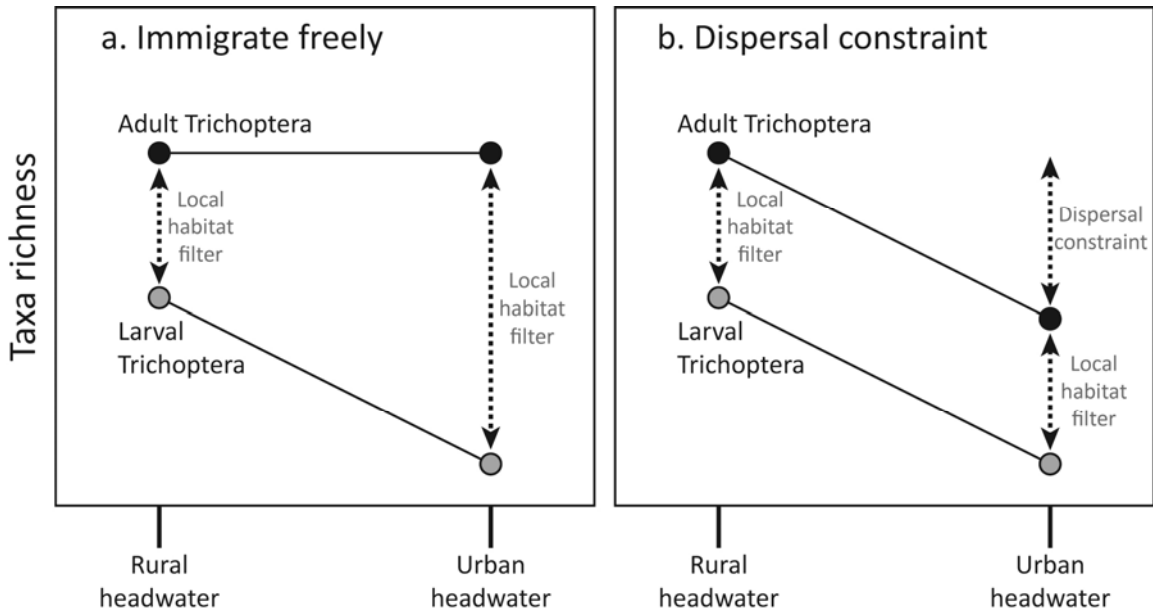 Taxa richness
a. Immigrate freely
Adult Trichoptera
Local
habitat
filter
Larval
Trichoptera
Local
habitat
filter
Rural
headwater
Urban
headwater
b. Dispersal constraint
Adult Trichoptera
Local
habitat
filter
Larval
Trichoptera
Dispersal
constraint
Local
habitat
filter
Rural
headwater
Urban
headwater